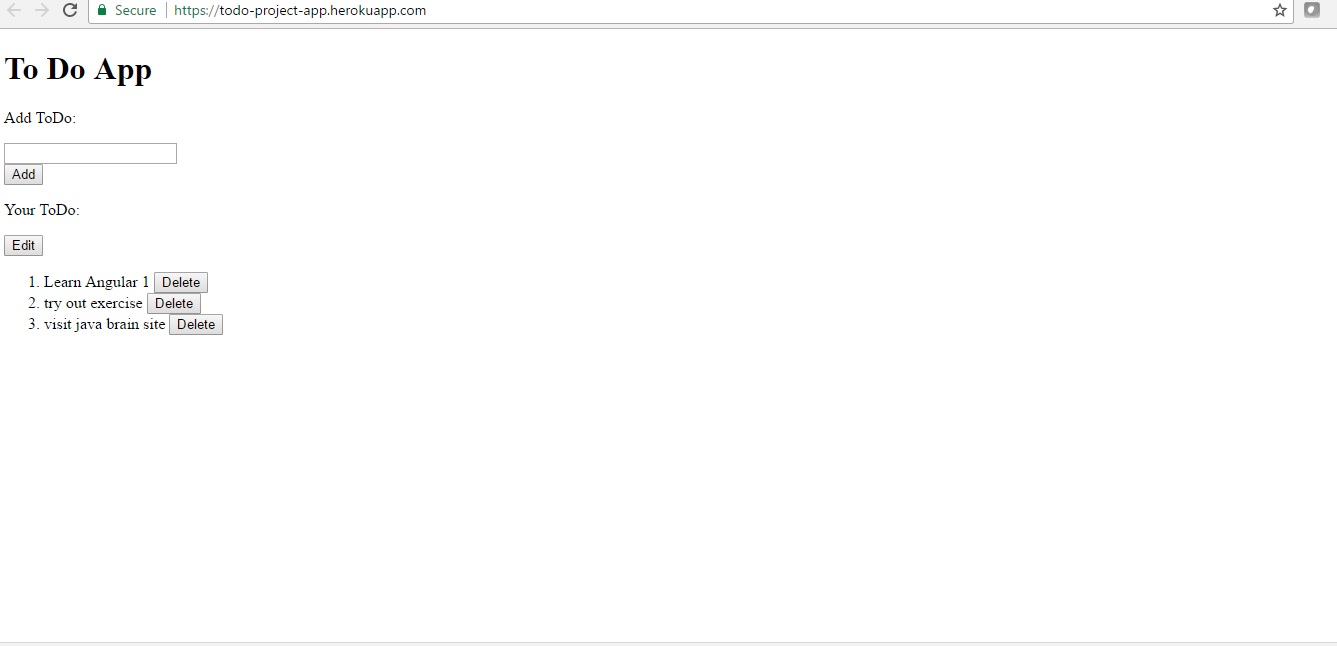 Secure https://todo-project-app.herokuapp.com
To Do App
Add ToDo:
Add
Your ToDo:
Edit
1. Learn Angular 1 Delete
2. try out exercise Delete
3. visit java brain site Delete